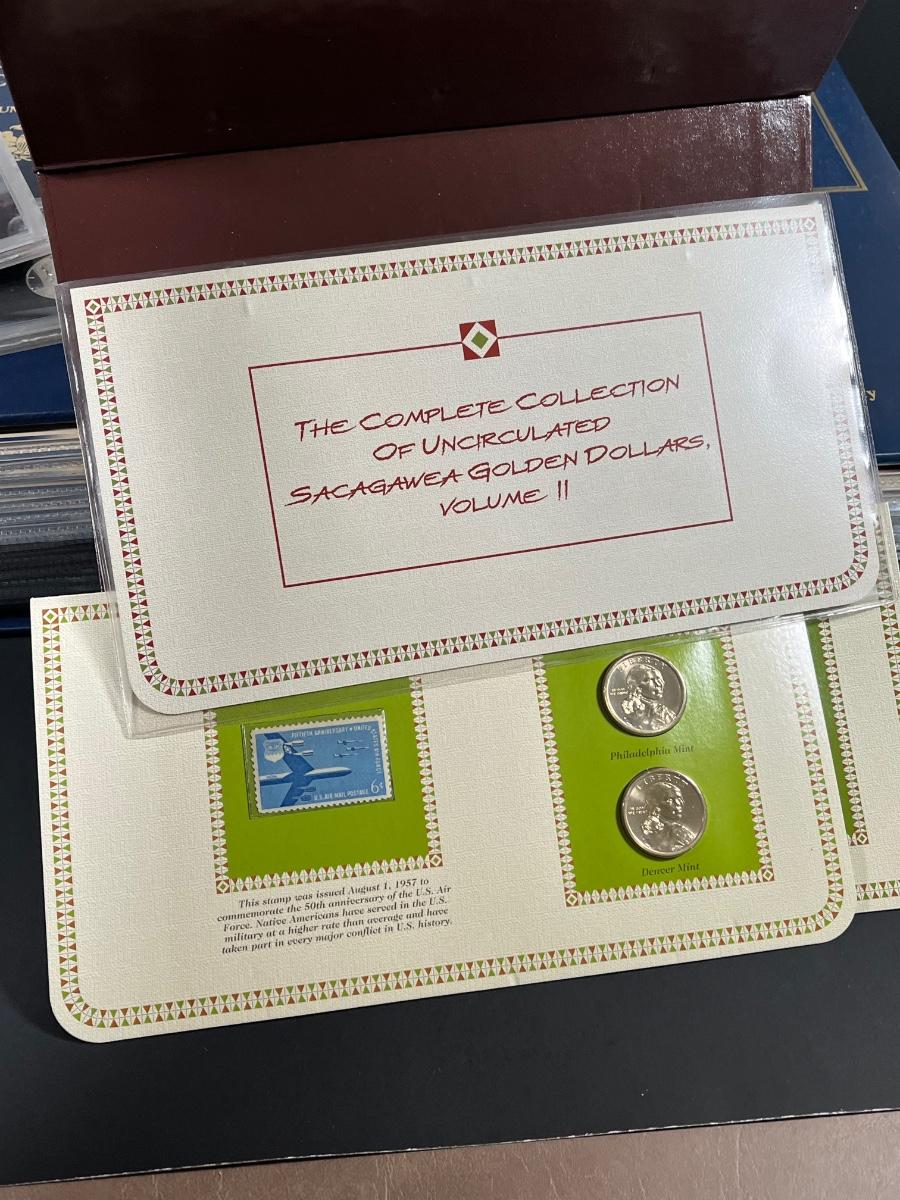 The Complete Collection
Of Uncirculated
Sacagawea Golden Dollars,
Volume II
FIFTIETH ANNIVERSARY • UNITED STATES AIR FORCE
U.S. AIR MAIL POSTAGE 6¢
This stamp was issued August 1, 1957 to
commemorate the 50th anniversary of the U.S. Air
Force. Native Americans have served in the U.S.
military at a higher rate than average and have
taken part in every major conflict in U.S. history.
LIBERTY
Philadelphia Mint
LIBERTY
Denver Mint